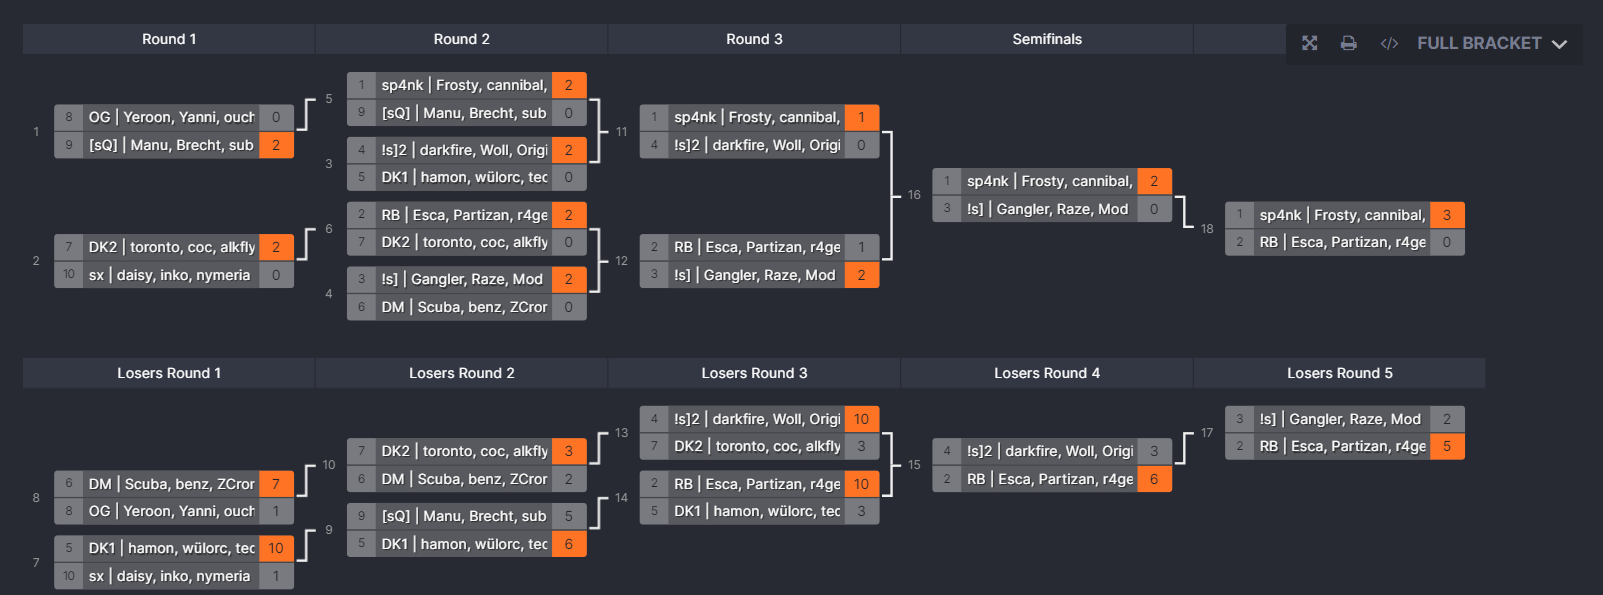 Round 1
Round 2
Round 3
Semifinals
FULL BRACKET
1
8 OG | Yeroon, Yanni, ouch 0
9 [sQ] | Manu, Brecht, sub 2
2
7 DK2 | toronto, coc, alkfly 2
10 sx | daisy, inko, nymeria 0
5
1 sp4nk | Frosty, cannibal, 2
9 [sQ] | Manu, Brecht, sub 0
3
4 !s]2 | darkfire, Woll, Origi 2
5 DK1 | hamon, wülorc, tec 0
6
2 RB | Esca, Partizan, r4ge 2
7 DK2 | toronto, coc, alkfly 0
4
3 !s] | Gangler, Raze, Mod 2
6 DM | Scuba, benz, ZCror 0
11
1 sp4nk | Frosty, cannibal, 1
4 !s]2 | darkfire, Woll, Origi 0
12
2 RB | Esca, Partizan, r4ge 1
3 !s] | Gangler, Raze, Mod 2
16
1 sp4nk | Frosty, cannibal, 2
3 !s] | Gangler, Raze, Mod 0
18
1 sp4nk | Frosty, cannibal, 3
2 RB | Esca, Partizan, r4ge 0
Losers Round 1
Losers Round 2
Losers Round 3
Losers Round 4
Losers Round 5
8
6 DM | Scuba, benz, ZCror 7
8 OG | Yeroon, Yanni, ouch 1
7
5 DK1 | hamon, wülorc, tec 10
10 sx | daisy, inko, nymeria 1
10
7 DK2 | toronto, coc, alkfly 3
6 DM | Scuba, benz, ZCror 2
9
9 [sQ] | Manu, Brecht, sub 5
5 DK1 | hamon, wülorc, tec 6
13
4 !s]2 | darkfire, Woll, Origi 10
7 DK2 | toronto, coc, alkfly 3
14
2 RB | Esca, Partizan, r4ge 10
5 DK1 | hamon, wülorc, tec 3
15
4 !s]2 | darkfire, Woll, Origi 3
2 RB | Esca, Partizan, r4ge 6
17
3 !s] | Gangler, Raze, Mod 2
2 RB | Esca, Partizan, r4ge 5